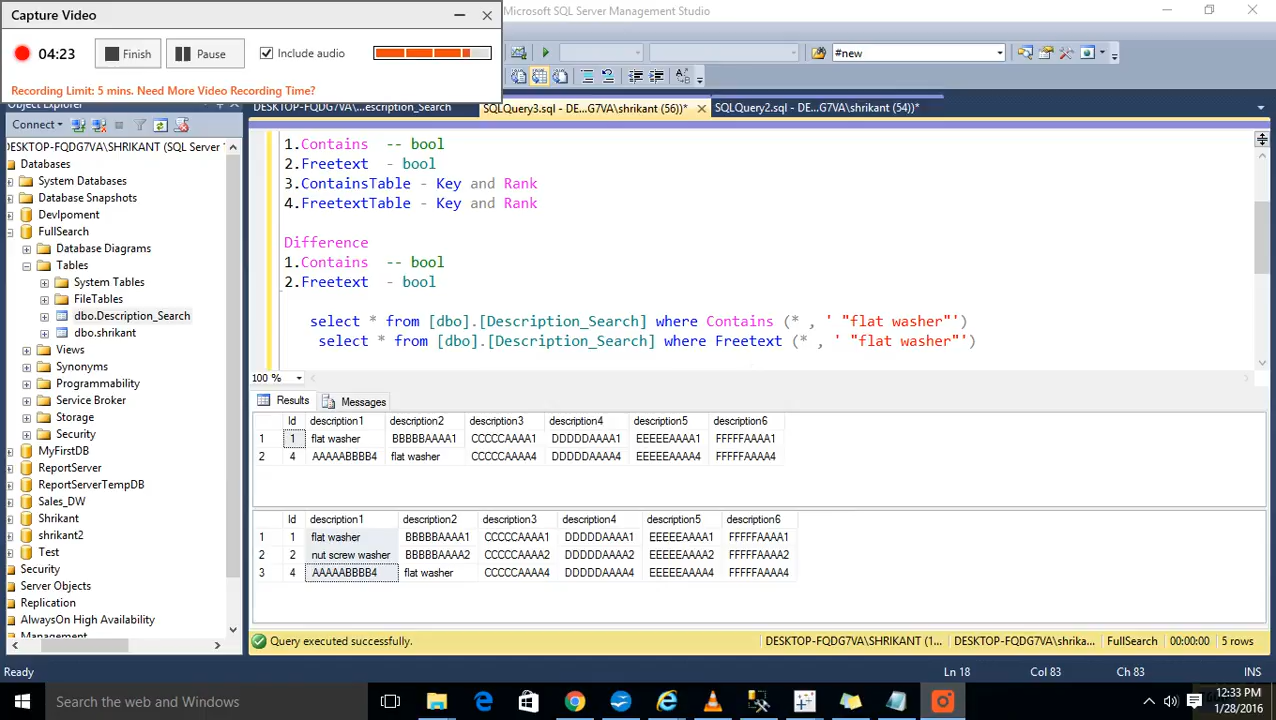 Capture Video
Microsoft SQL Server Management Studio
04:23 Finish Pause Include audio
#new
Recording Limit: 5 mins. Need More Video Recording Time?
Object Explorer
DESKTOP-FQDG7VA\...escription_Search SQLQuery3.sql - DE...G7VA\shrikant (56))* SQLQuery2.sql - DE...G7VA\shrikant (54))*
Connect
DESKTOP-FQDG7VA\SHRIKANT (SQL Server
Databases
System Databases
Database Snapshots
Devlpoment
FullSearch
Database Diagrams
Tables
System Tables
FileTables
dbo.Description_Search
dbo.shrikant
Views
Synonyms
Programmability
Service Broker
Storage
Security
MyFirstDB
ReportServer
ReportServerTempDB
Sales_DW
Shrikant
shrikant2
Test
Security
Server Objects
Replication
AlwaysOn High Availability
Management
1.Contains -- bool
2.Freetext - bool
3.ContainsTable - Key and Rank
4.FreetextTable - Key and Rank
Difference
1.Contains -- bool
2.Freetext - bool
select * from [dbo].[Description_Search] where Contains (* , ' "flat washer"')
select * from [dbo].[Description_Search] where Freetext (* , ' "flat washer"')
100 %
Results Messages
Id description1 description2 description3 description4 description5 description6
1 1 flat washer BBBBBAAAA1 CCCCCAAAA1 DDDDDAAAA1 EEEEEAAAA1 FFFFFAAAA1
2 4 AAAAABBBB4 flat washer CCCCCAAAA4 DDDDDAAAA4 EEEEEAAAA4 FFFFFAAAA4
Id description1 description2 description3 description4 description5 description6
1 1 flat washer BBBBBAAAA1 CCCCCAAAA1 DDDDDAAAA1 EEEEEAAAA1 FFFFFAAAA1
2 2 nut screw washer BBBBBAAAA2 CCCCCAAAA2 DDDDDAAAA2 EEEEEAAAA2 FFFFFAAAA2
3 4 AAAAABBBB4 flat washer CCCCCAAAA4 DDDDDAAAA4 EEEEEAAAA4 FFFFFAAAA4
Query executed successfully. DESKTOP-FQDG7VA\SHRIKANT (1... DESKTOP-FQDG7VA\shrika... FullSearch 00:00:00 5 rows
Ready Ln 18 Col 83 Ch 83 INS
Search the web and Windows
12:33 PM
1/28/2016